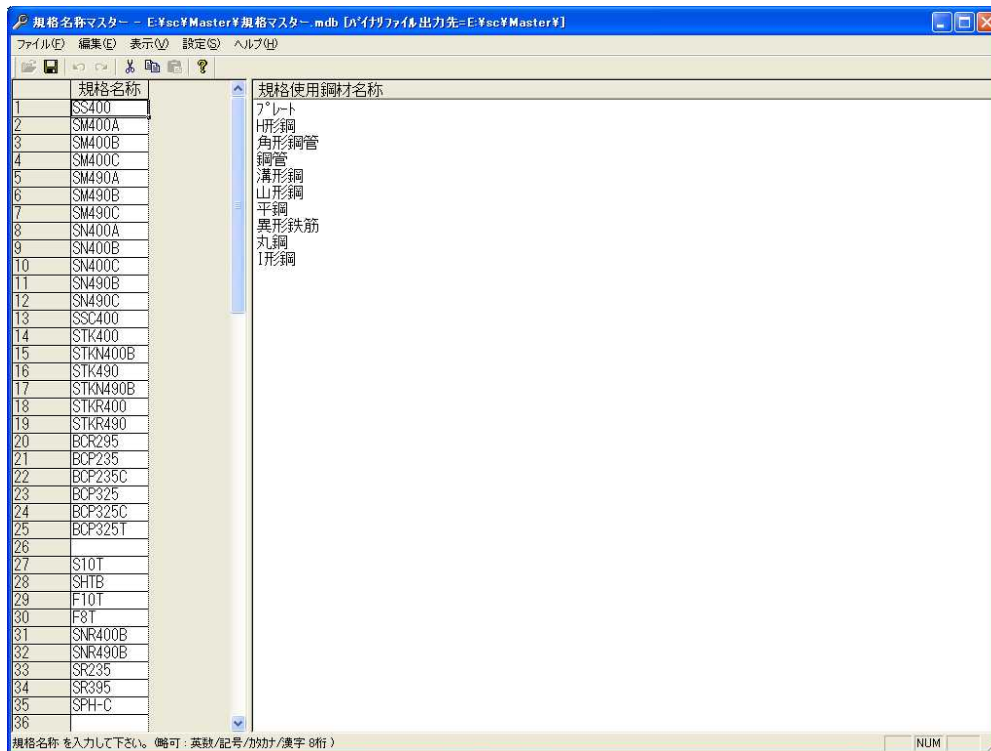 規格名称マスター - E:¥sc¥Master¥規格マスター.mdb [ﾊﾞｲﾅﾘﾌｧｲﾙ出力先=E:¥sc¥Master¥]
ファイル(F) 編集(E) 表示(V) 設定(S) ヘルプ(H)
規格名称
1 SS400
2 SM400A
3 SM400B
4 SM400C
5 SM490A
6 SM490B
7 SM490C
8 SN400A
9 SN400B
10 SN400C
11 SN490B
12 SN490C
13 SSC400
14 STK400
15 STKN400B
16 STK490
17 STKN490B
18 STKR400
19 STKR490
20 BCR295
21 BCP235
22 BCP235C
23 BCP325
24 BCP325C
25 BCP325T
26
27 S10T
28 SHTB
29 F10T
30 F8T
31 SNR400B
32 SNR490B
33 SR235
34 SR395
35 SPH-C
36
規格使用鋼材名称
ﾌﾟﾚｰﾄ
H形鋼
角形鋼管
鋼管
溝形鋼
山形鋼
平鋼
異形鉄筋
丸鋼
I形鋼
規格名称 を入力して下さい。(略可 : 英数/記号/ｶﾀｶﾅ/漢字 8桁 )
NUM